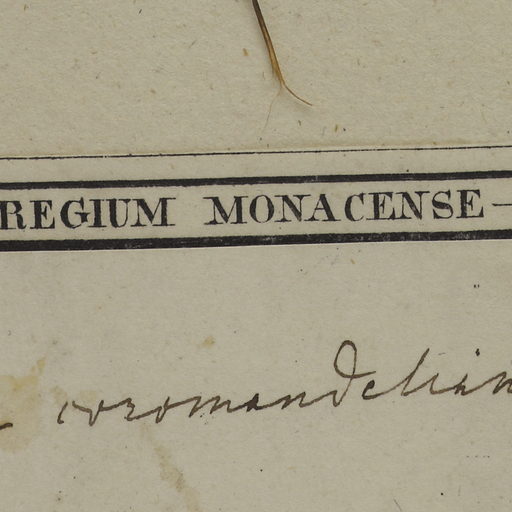 REGIUM MONACENSE —
coromandelian